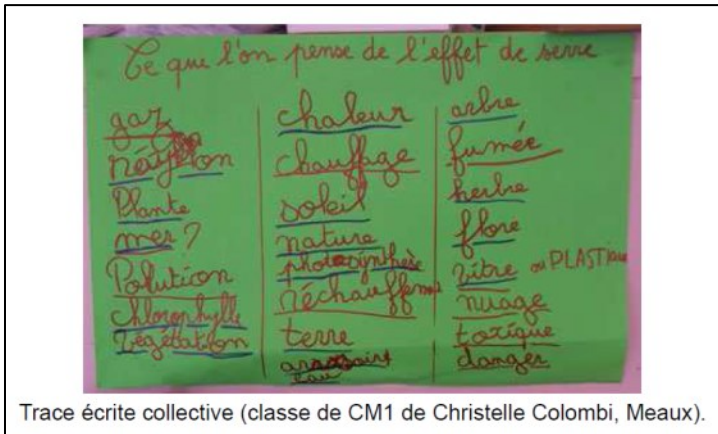 Ce que l'on pense de l'effet de serre
gaz
Plante
mer ?
Polution
chlorophylle
Végétation
chaleur
chauffage
soleil
nature
photosynthèse
réchauffement
terre
eau
arbre
fumée
herbe
flore
vitre ou PLASTIQUE
nuage
toxique
danger
Trace écrite collective (classe de CM1 de Christelle Colombi, Meaux).